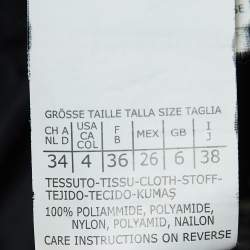 GRÖSSE TAILLE TALLA SIZE TAGLIA
CH A NL D USA CA COL F B MEX GB I J
34 4 36 26 6 38
TESSUTO-TISSU-CLOTH-STOFF-
TEJIDO-TECIDO-KUMAŞ
100% POLIAMMIDE, POLYAMIDE,
NYLON, POLYAMID, NAILON
CARE INSTRUCTIONS ON REVERSE